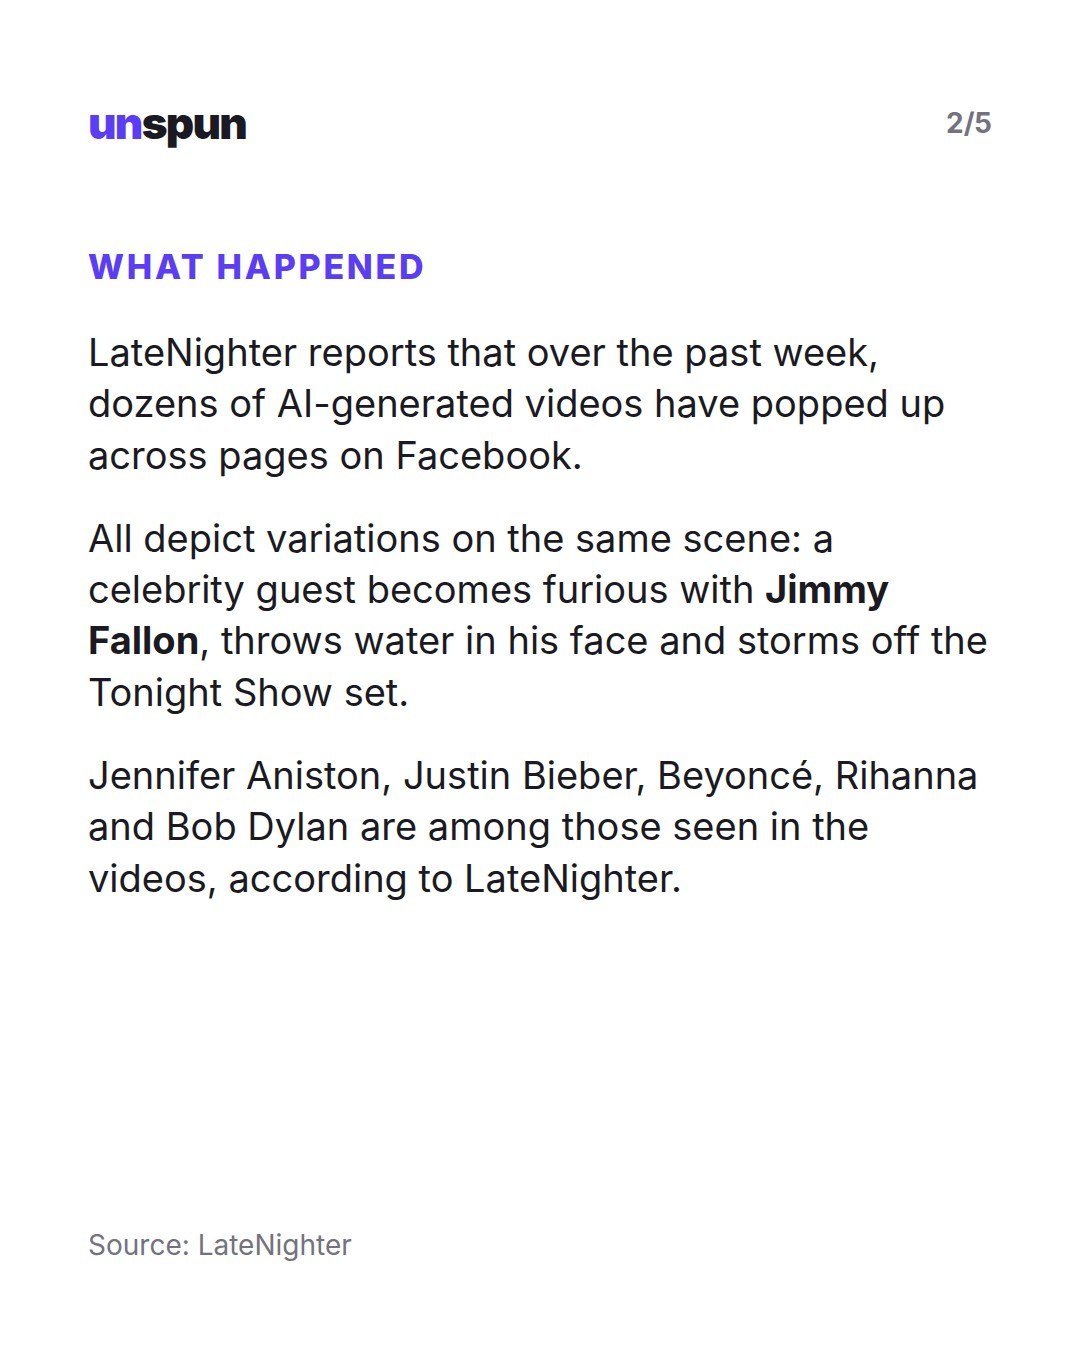 unspun
2/5
WHAT HAPPENED
LateNighter reports that over the past week,
dozens of AI-generated videos have popped up
across pages on Facebook.
All depict variations on the same scene: a
celebrity guest becomes furious with Jimmy
Fallon, throws water in his face and storms off the
Tonight Show set.
Jennifer Aniston, Justin Bieber, Beyoncé, Rihanna
and Bob Dylan are among those seen in the
videos, according to LateNighter.
Source: LateNighter